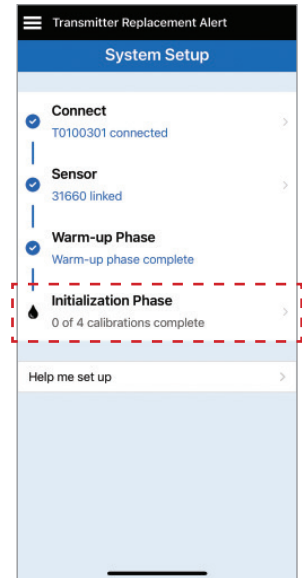 Transmitter Replacement Alert
System Setup
Connect
T0100301 connected
Sensor
31660 linked
Warm-up Phase
Warm-up phase complete
Initialization Phase
0 of 4 calibrations complete
Help me set up